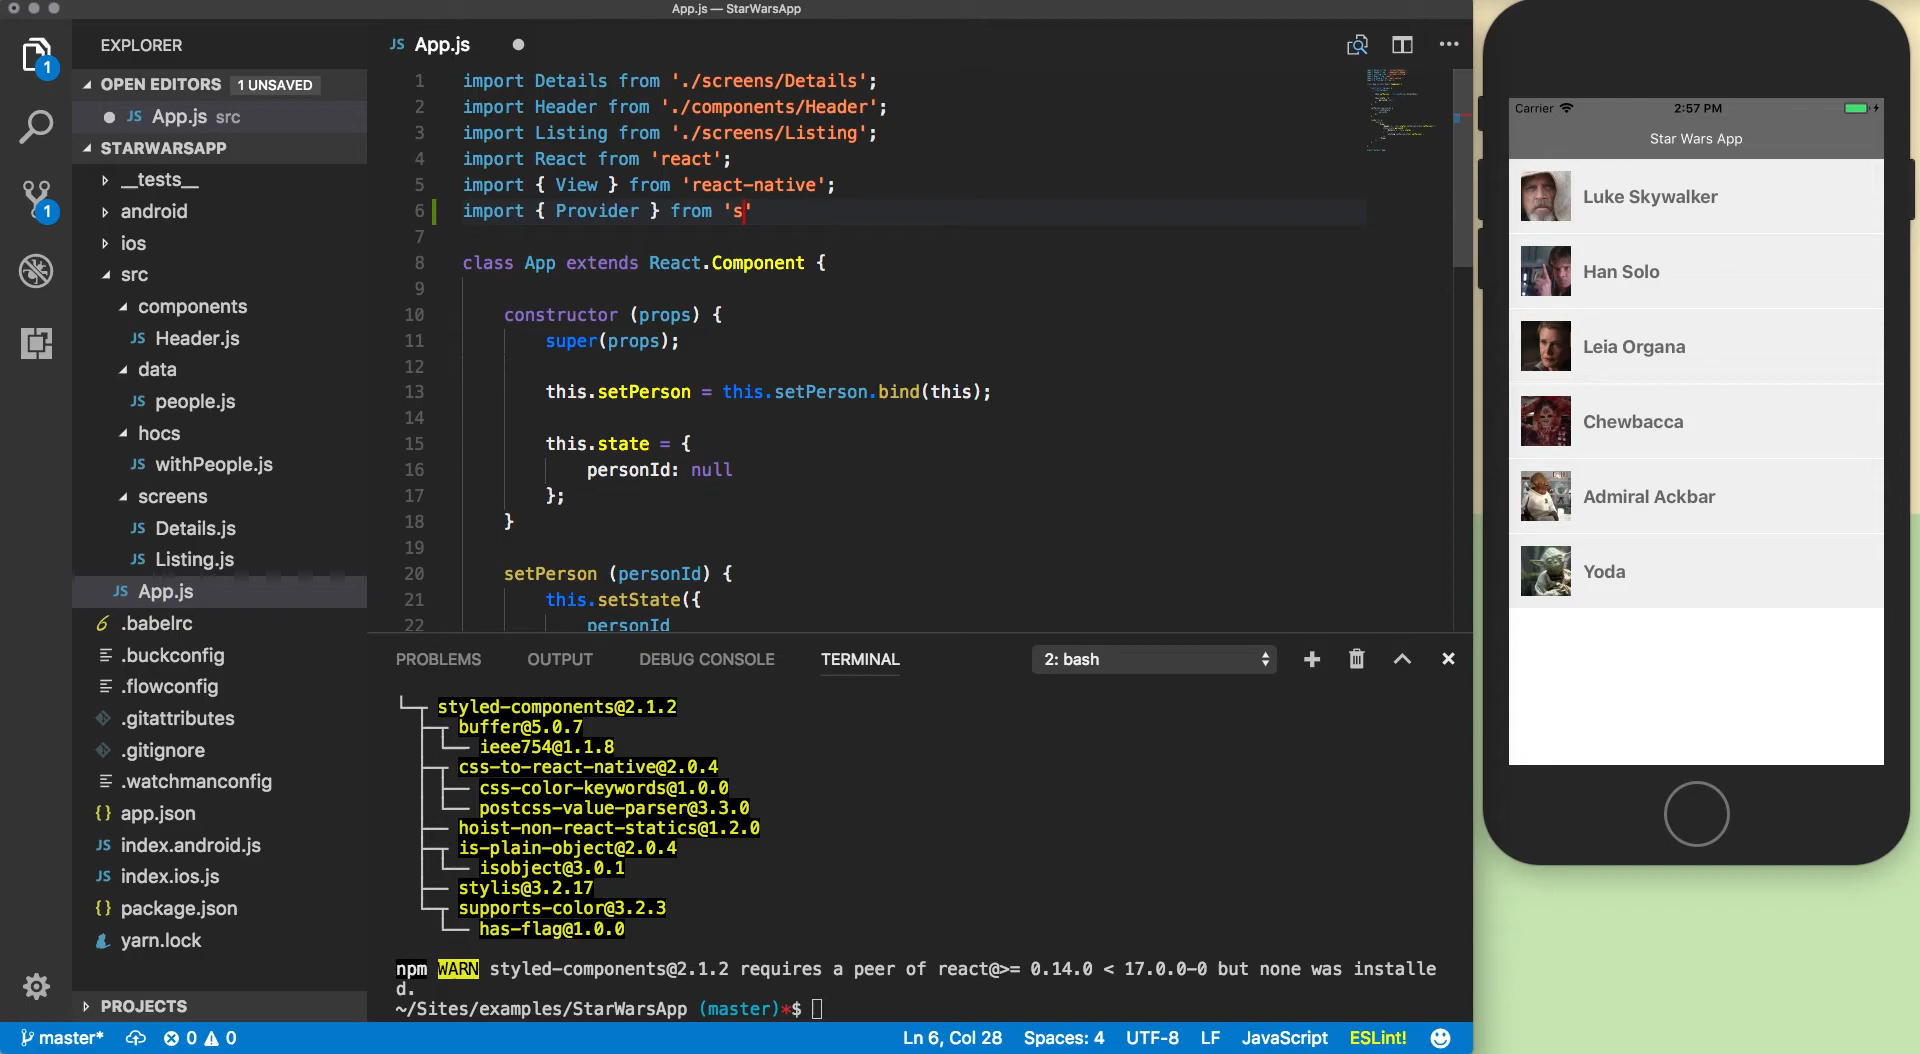 App.js — StarWarsApp
EXPLORER
OPEN EDITORS 1 UNSAVED
App.js src
STARWARSAPP
__tests__
android
ios
src
components
JS Header.js
data
JS people.js
hocs
JS withPeople.js
screens
JS Details.js
JS Listing.js
JS App.js
.babelrc
.buckconfig
.flowconfig
.gitattributes
.gitignore
.watchmanconfig
{} app.json
JS index.android.js
JS index.ios.js
{} package.json
yarn.lock
PROJECTS
1
1
JS App.js
1 import Details from './screens/Details';
2 import Header from './components/Header';
3 import Listing from './screens/Listing';
4 import React from 'react';
5 import { View } from 'react-native';
6 import { Provider } from 's'
7
8 class App extends React.Component {
9
10 constructor (props) {
11 super(props);
12
13 this.setPerson = this.setPerson.bind(this);
14
15 this.state = {
16 personId: null
17 };
18 }
19
20 setPerson (personId) {
21 this.setState({
22 personId
PROBLEMS OUTPUT DEBUG CONSOLE TERMINAL 2: bash
styled-components@2.1.2
buffer@5.0.7
ieee754@1.1.8
css-to-react-native@2.0.4
css-color-keywords@1.0.0
postcss-value-parser@3.3.0
hoist-non-react-statics@1.2.0
is-plain-object@2.0.4
isobject@3.0.1
stylis@3.2.17
supports-color@3.2.3
has-flag@1.0.0
npm WARN styled-components@2.1.2 requires a peer of react@>= 0.14.0 < 17.0.0-0 but none was installe
d.
~/Sites/examples/StarWarsApp (master)*$
master* 0 0 Ln 6, Col 28 Spaces: 4 UTF-8 LF JavaScript ESLint!
Carrier 2:57 PM
Star Wars App
Luke Skywalker
Han Solo
Leia Organa
Chewbacca
Admiral Ackbar
Yoda